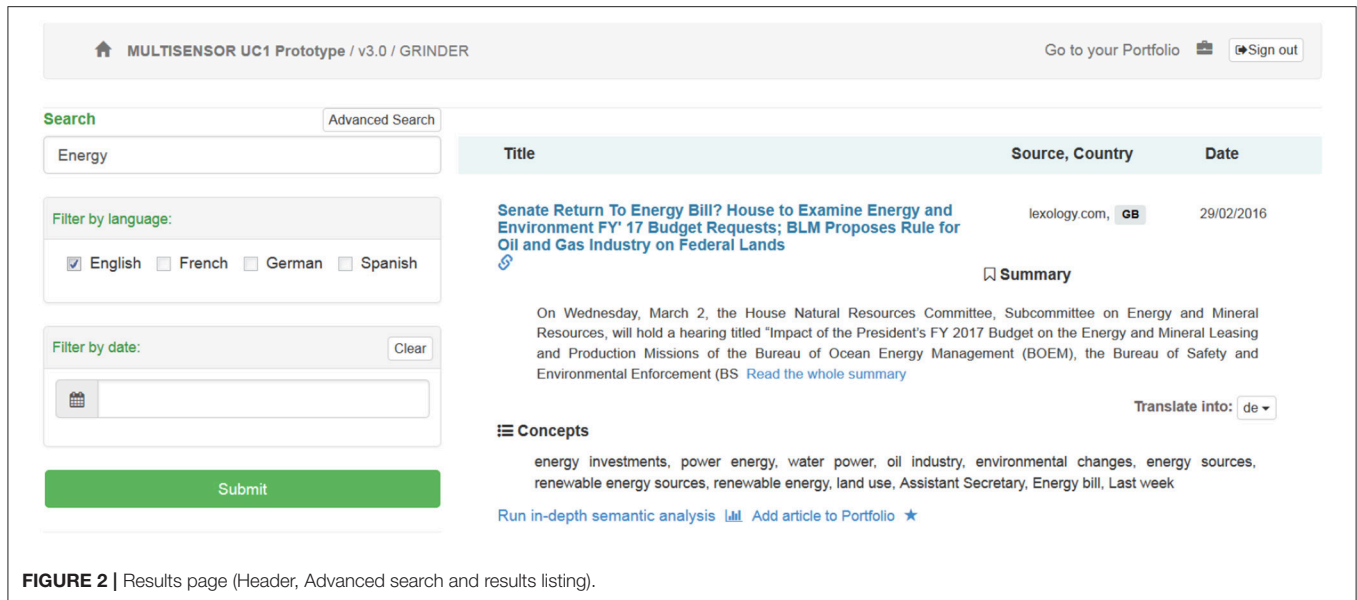 MULTISENSOR UC1 Prototype / v3.0 / GRINDER
Go to your Portfolio
Sign out
Search
Advanced Search
Energy
Filter by language:
English French German Spanish
Filter by date:
Clear
Submit
Title Source, Country Date
Senate Return To Energy Bill? House to Examine Energy and
Environment FY' 17 Budget Requests; BLM Proposes Rule for
Oil and Gas Industry on Federal Lands
lexology.com, GB 29/02/2016
Summary
On Wednesday, March 2, the House Natural Resources Committee, Subcommittee on Energy and Mineral
Resources, will hold a hearing titled “Impact of the President's FY 2017 Budget on the Energy and Mineral Leasing
and Production Missions of the Bureau of Ocean Energy Management (BOEM), the Bureau of Safety and
Environmental Enforcement (BS Read the whole summary
Translate into: de
Concepts
energy investments, power energy, water power, oil industry, environmental changes, energy sources,
renewable energy sources, renewable energy, land use, Assistant Secretary, Energy bill, Last week
Run in-depth semantic analysis Add article to Portfolio
FIGURE 2 | Results page (Header, Advanced search and results listing).